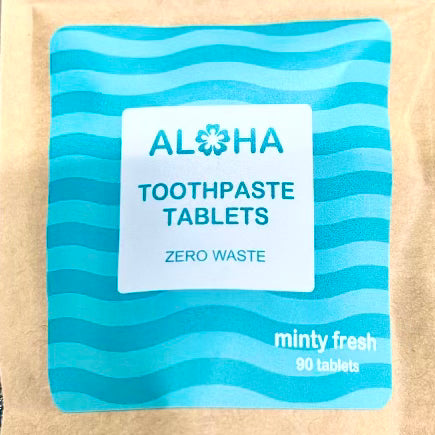 ALOHA
TOOTHPASTE
TABLETS
ZERO WASTE
minty fresh
90 tablets